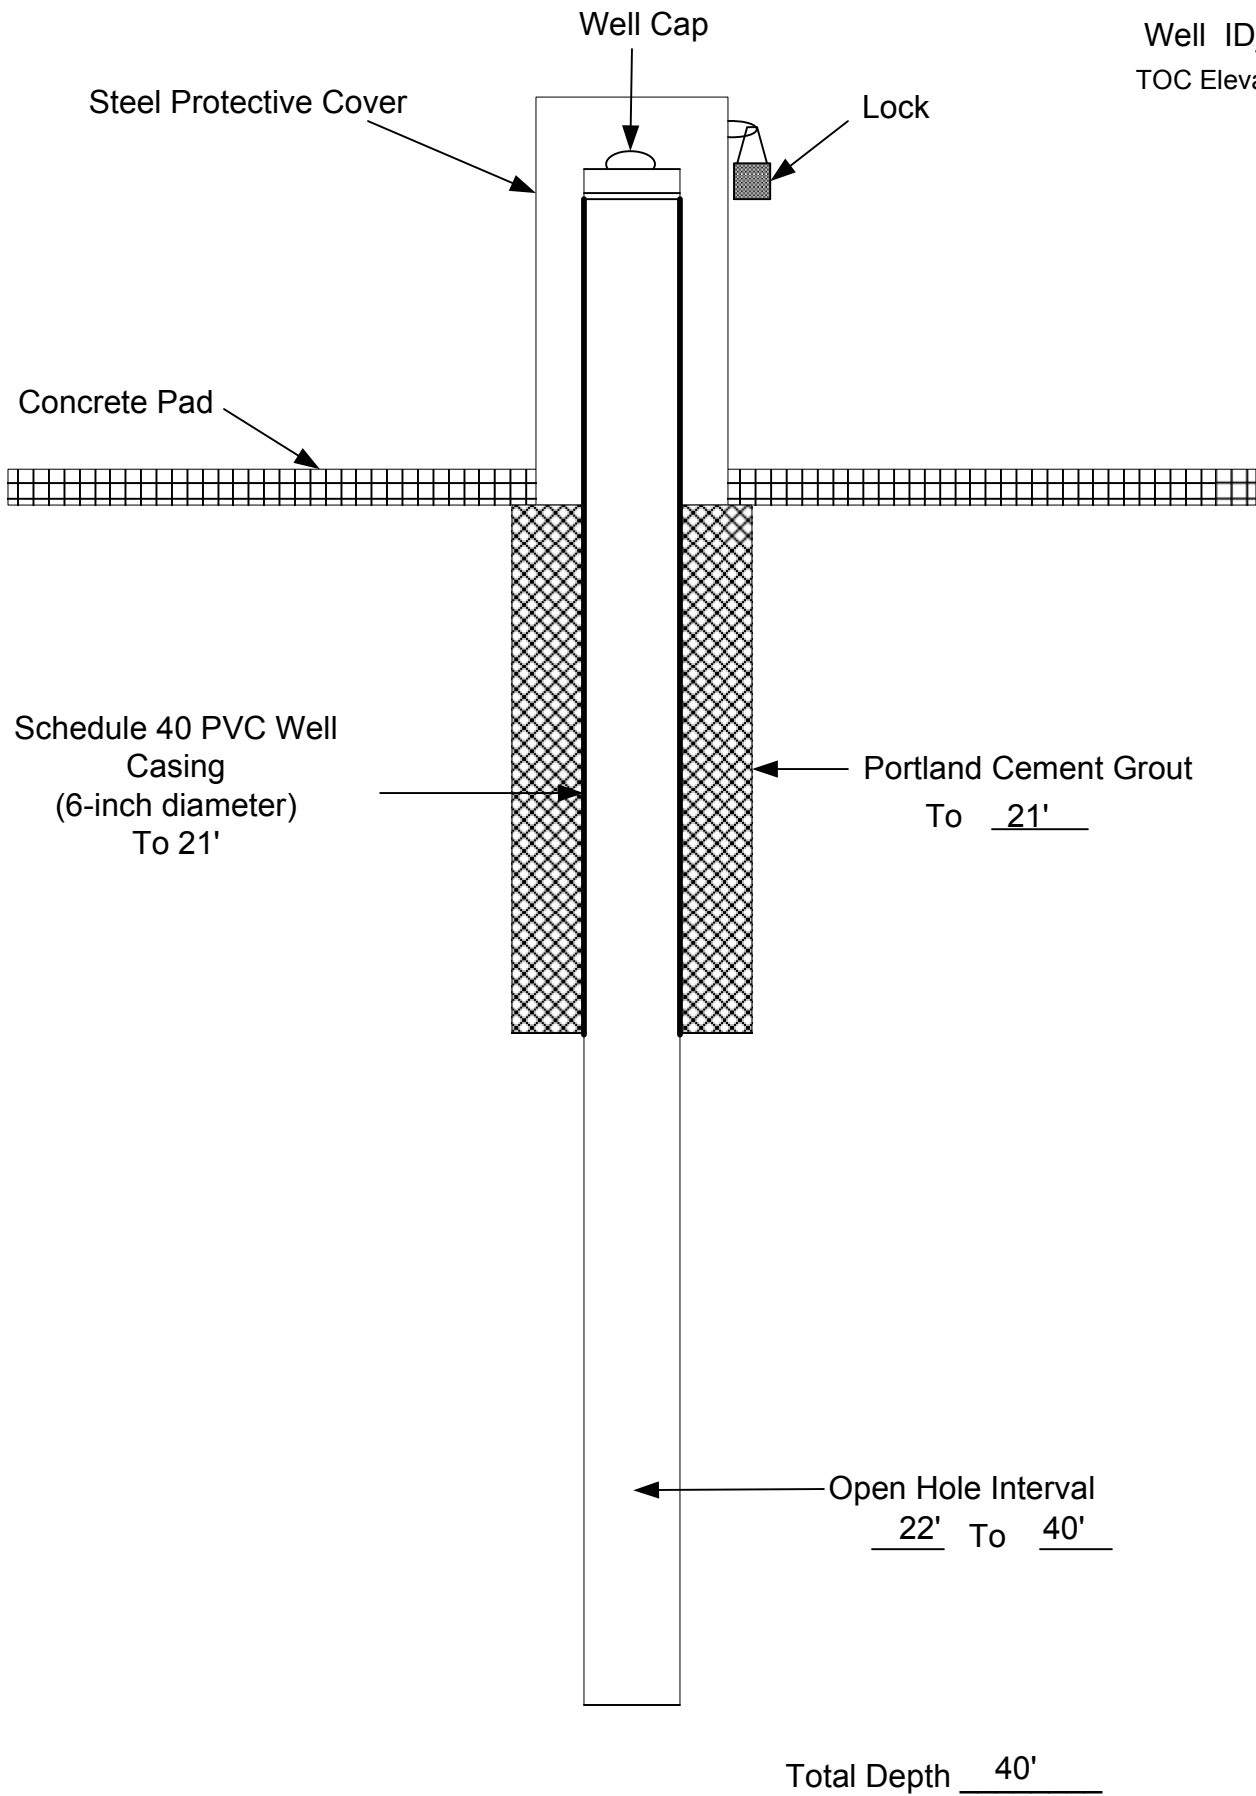 Well Cap
Well ID
TOC Eleva
Steel Protective Cover
Lock
Concrete Pad
Schedule 40 PVC Well
Casing
(6-inch diameter)
To 21'
Portland Cement Grout
To 21'
Open Hole Interval
22' To 40'
Total Depth 40'